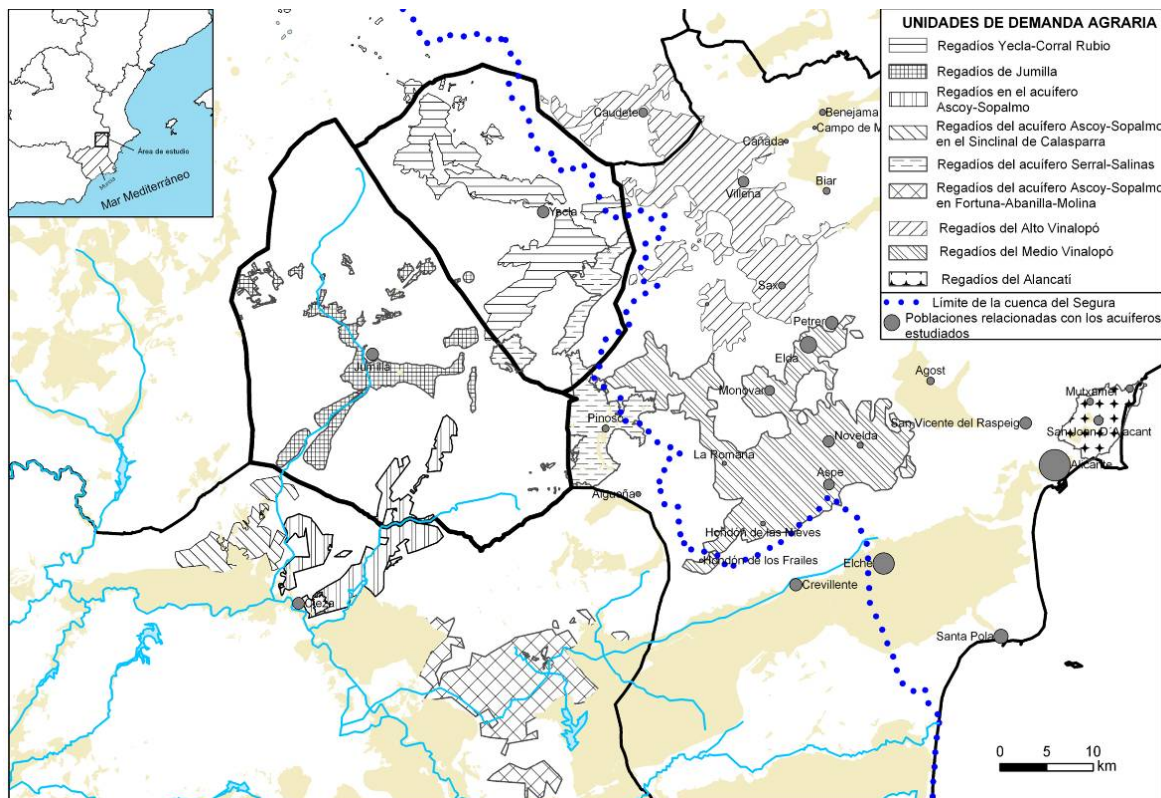 Área de estudio
Murcia
Mar Mediterráneo
UNIDADES DE DEMANDA AGRARIA
Regadíos Yecla-Corral Rubio
Regadíos de Jumilla
Regadíos en el acuífero
Ascoy-Sopalmo
Regadíos del acuífero Ascoy-Sopalmo
en el Sinclinal de Calasparra
Regadíos del acuifero Serral-Salinas
Regadíos del acuífero Ascoy-Sopalmo
en Fortuna-Abanilla-Molina
Regadíos del Alto Vinalopó
Regadíos del Medio Vinalopó
Regadíos del Alancatí
Límite de la cuenca del Segura
Poblaciones relacionadas con los acuíferos
estudiados
Caudete
Benejama
Campo de M
Cañada
Biar
Villena
Yecla
Sax
Petrer
Elda
Jumilla
Agost
Monovar
Mutxamel
Pinoso
San Vicente del Raspeig
San Joan D'Alacant
Novelda
La Romana
Alicante
Aspe
Algueña
Hondón de las Nieves
Hondón de los Frailes
Elche
Crevillente
Cieza
Santa Pola
0 5 10
km